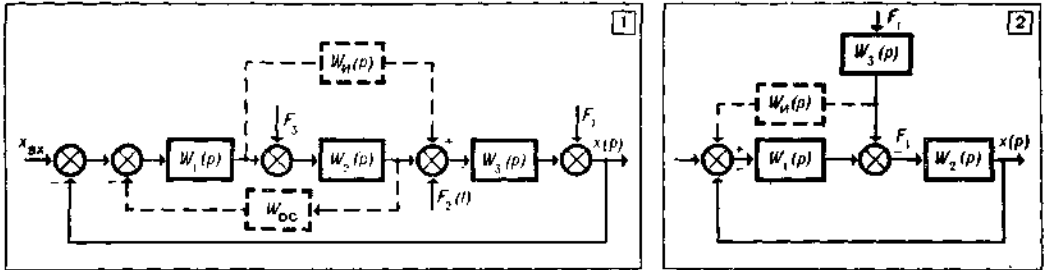 1
W_И(p)
x_вх
W_1(p)
F_3
W_2(p)
W_3(p)
F_1
x(p)
F_2(t)
W_ОС
2
F_1
W_3(p)
W_И(p)
W_1(p)
F_1
W_2(p)
x(p)